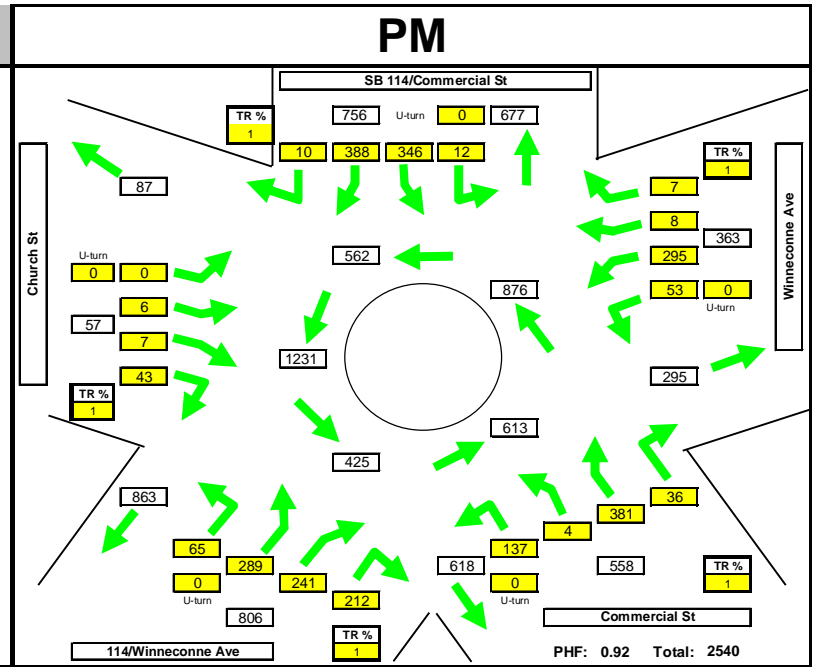 PM
SB 114/Commercial St
TR %
1
756 U-turn 0 677
10 388 346 12
TR %
1
7
87
8
363
Winneconne Ave
Church St
562
295
U-turn
0 0
53 0
U-turn
876
6
57
7
1231
295
43
TR %
1
613
425
863
36
381
4
65
137
289
618
558
TR %
1
0
U-turn
241
0
U-turn
212
806
Commercial St
TR %
1
114/Winneconne Ave
PHF: 0.92 Total: 2540